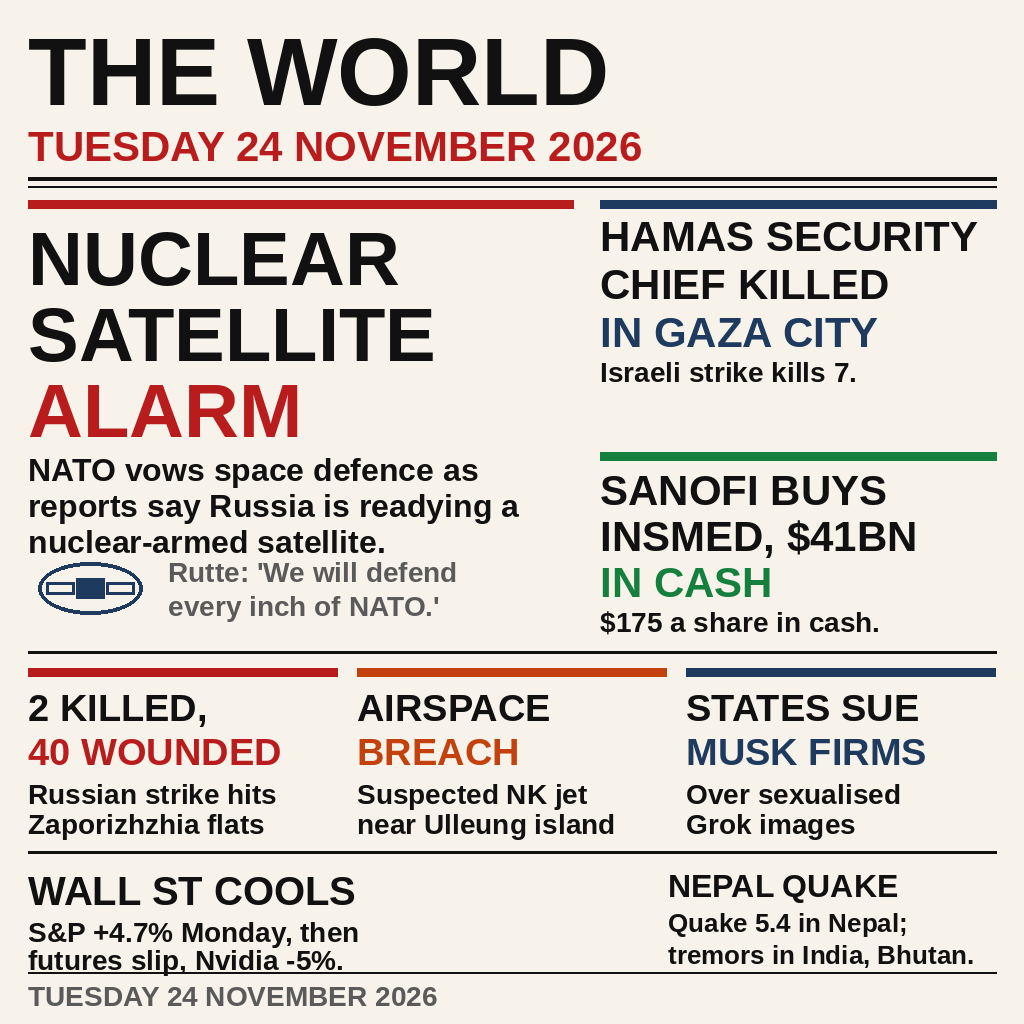 THE WORLD
TUESDAY 24 NOVEMBER 2026
NUCLEAR
SATELLITE
ALARM
NATO vows space defence as
reports say Russia is readying a
nuclear-armed satellite.
Rutte: 'We will defend
every inch of NATO.'
HAMAS SECURITY
CHIEF KILLED
IN GAZA CITY
Israeli strike kills 7.
SANOFI BUYS
INSMED, $41BN
IN CASH
$175 a share in cash.
2 KILLED,
40 WOUNDED
Russian strike hits
Zaporizhzhia flats
AIRSPACE
BREACH
Suspected NK jet
near Ulleung island
STATES SUE
MUSK FIRMS
Over sexualised
Grok images
WALL ST COOLS
S&P +4.7% Monday, then
futures slip, Nvidia -5%.
NEPAL QUAKE
Quake 5.4 in Nepal;
tremors in India, Bhutan.
TUESDAY 24 NOVEMBER 2026